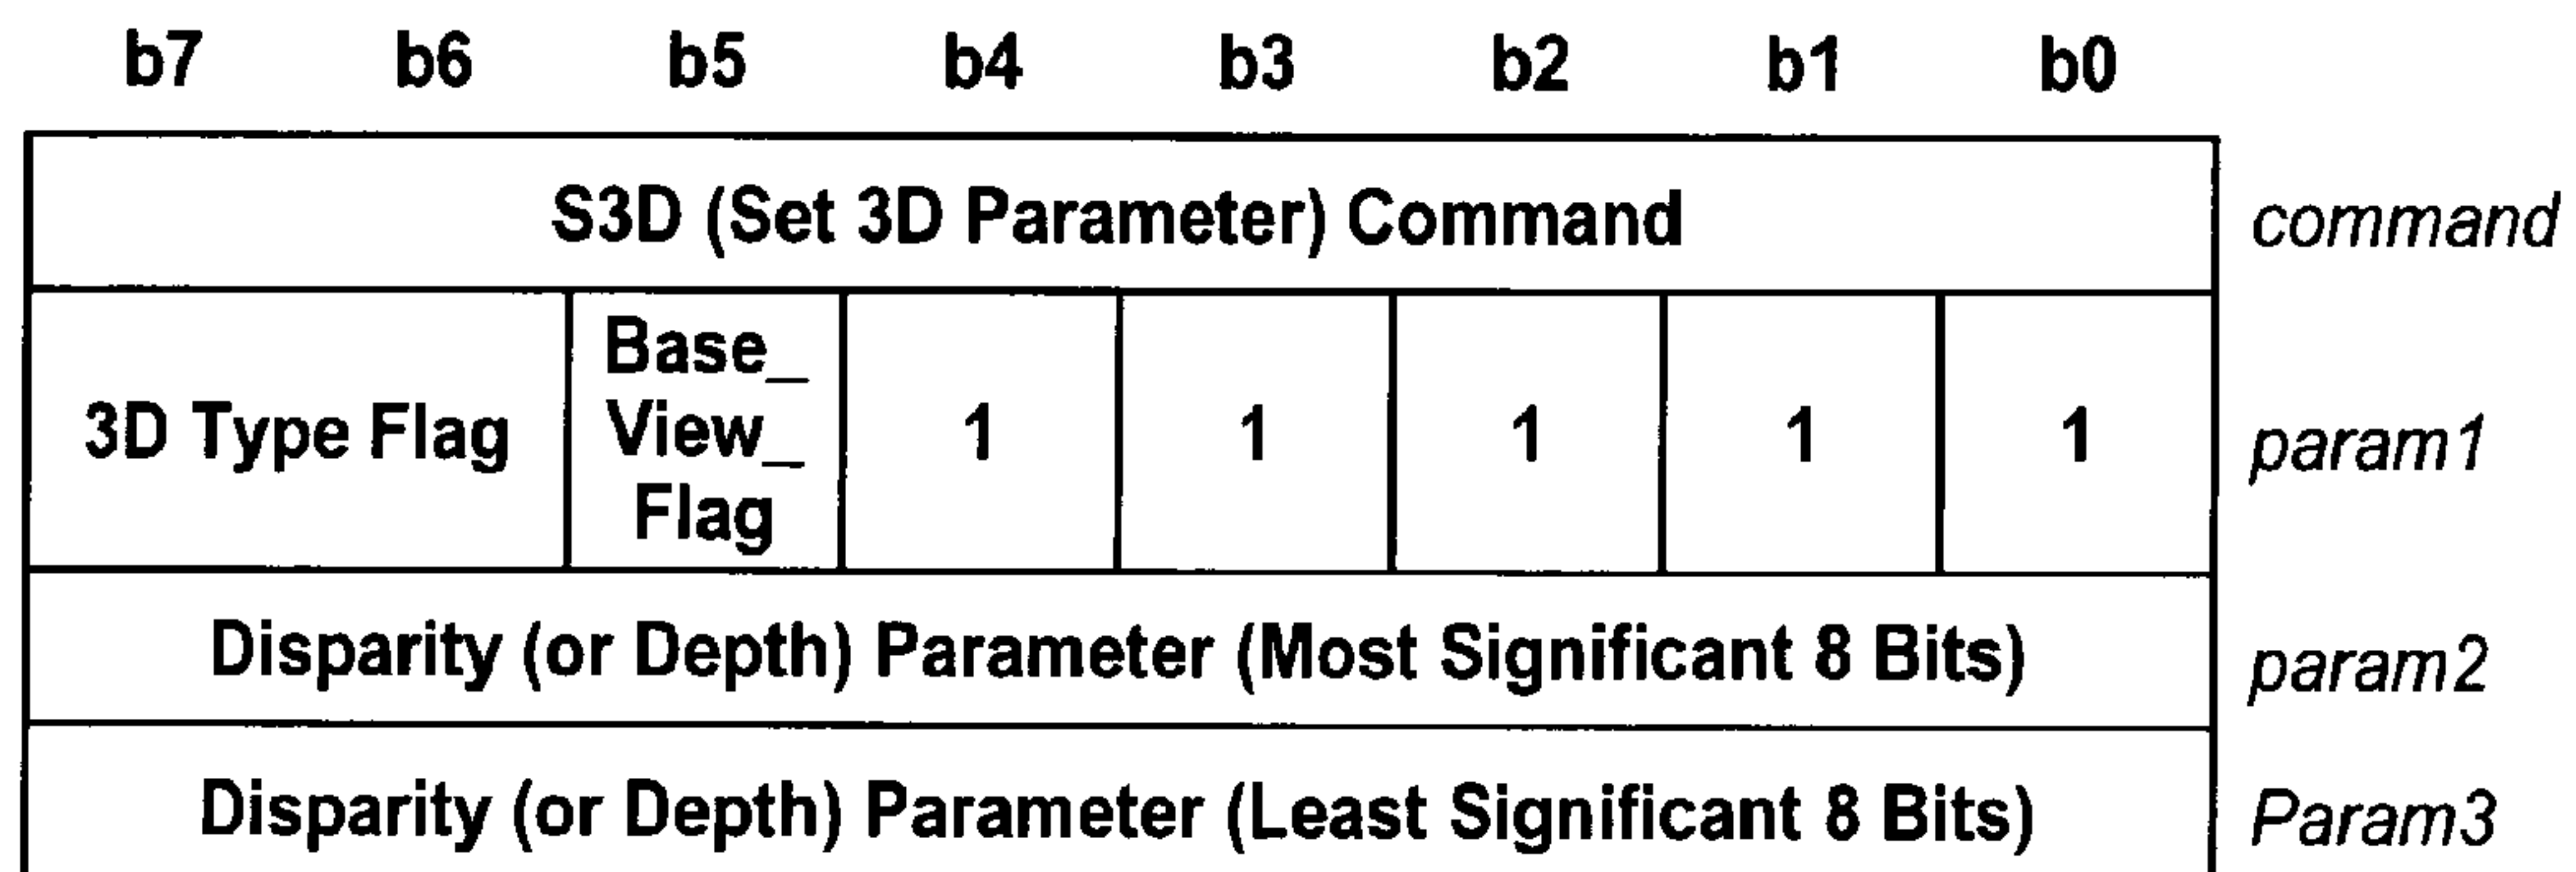 b7 b6 b5 b4 b3 b2 b1 b0
S3D (Set 3D Parameter) Command command
3D Type Flag Base_ View_ Flag 1 1 1 1 1 param1
Disparity (or Depth) Parameter (Most Significant 8 Bits) param2
Disparity (or Depth) Parameter (Least Significant 8 Bits) Param3